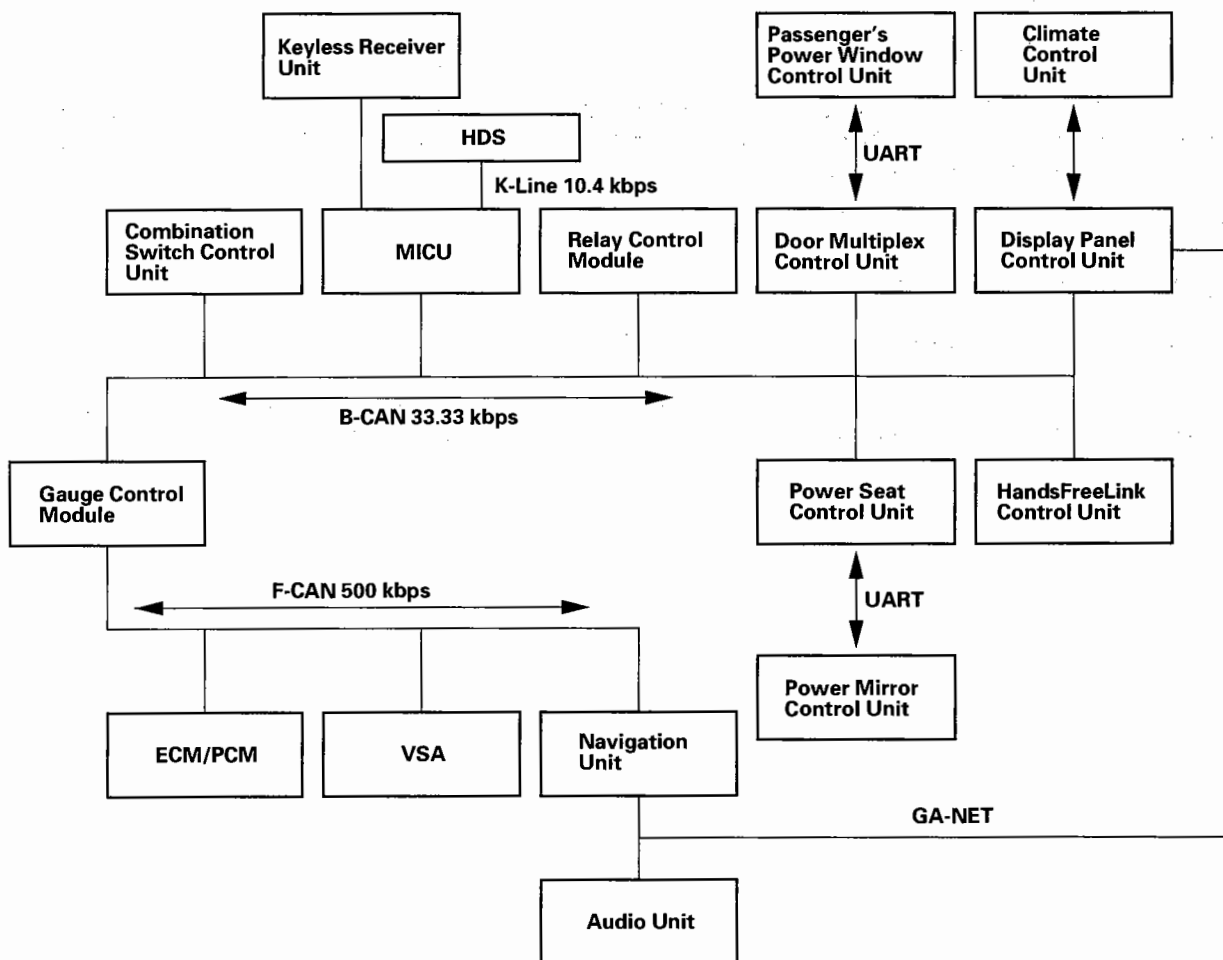 Keyless Receiver
Unit
Passenger's
Power Window
Control Unit
Climate
Control
Unit
HDS
UART
K-Line 10.4 kbps
Combination
Switch Control
Unit
MICU
Relay Control
Module
Door Multiplex
Control Unit
Display Panel
Control Unit
B-CAN 33.33 kbps
Gauge Control
Module
Power Seat
Control Unit
HandsFreeLink
Control Unit
F-CAN 500 kbps
UART
ECM/PCM
VSA
Navigation
Unit
Power Mirror
Control Unit
GA-NET
Audio Unit